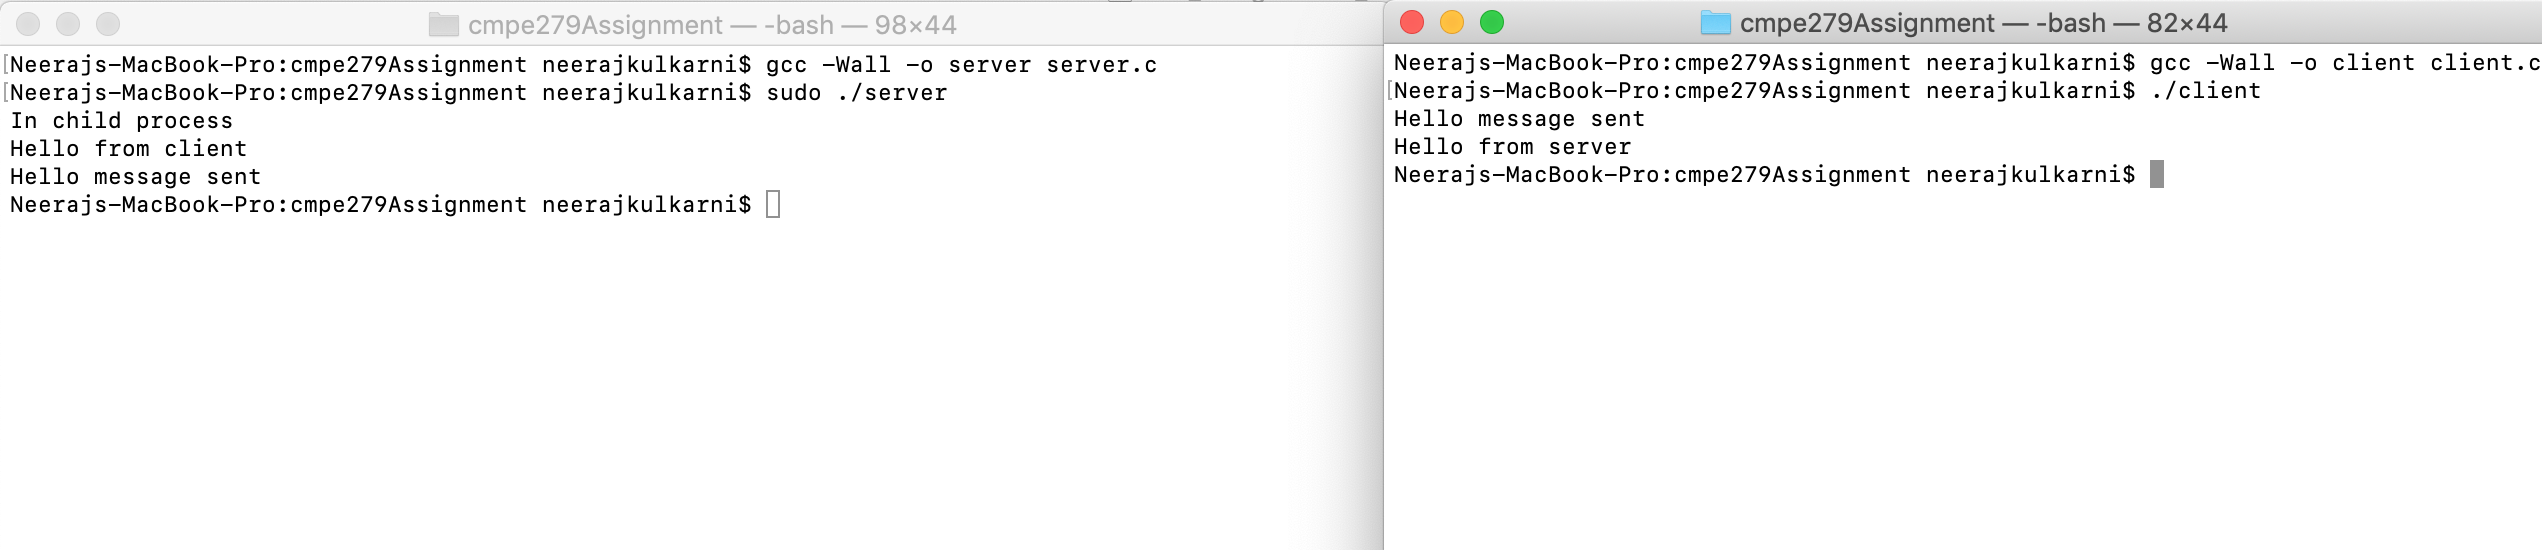 cmpe279Assignment — -bash — 98×44
[Neerajs-MacBook-Pro:cmpe279Assignment neerajkulkarni$ gcc -Wall -o server server.c
[Neerajs-MacBook-Pro:cmpe279Assignment neerajkulkarni$ sudo ./server
In child process
Hello from client
Hello message sent
Neerajs-MacBook-Pro:cmpe279Assignment neerajkulkarni$
cmpe279Assignment — -bash — 82×44
Neerajs-MacBook-Pro:cmpe279Assignment neerajkulkarni$ gcc -Wall -o client client.c
[Neerajs-MacBook-Pro:cmpe279Assignment neerajkulkarni$ ./client
Hello message sent
Hello from server
Neerajs-MacBook-Pro:cmpe279Assignment neerajkulkarni$